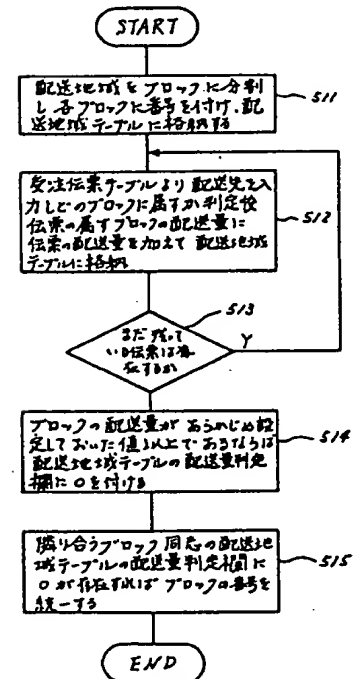 START
配送地域をブロックに分割
し各ブロックに番号を付け、配
送地域テーブルに格納する
511
受注伝票テーブルより配送先を入
力しどのブロックに属すか判定後
伝票の属すブロックの配送量に
伝票の配送量を加えて配送地域
テーブルに格納
512
513
まだ残って
いる伝票は存
在するか
Y
ブロックの配送量があらかじめ設
定しておいた値以上であるならば
配送地域テーブルの配送量判定
欄に0を付ける
514
隣り合うブロック同志の配送地
域テーブルの配送量判定欄に
0が存在すればブロックの番号を
統一する
515
END